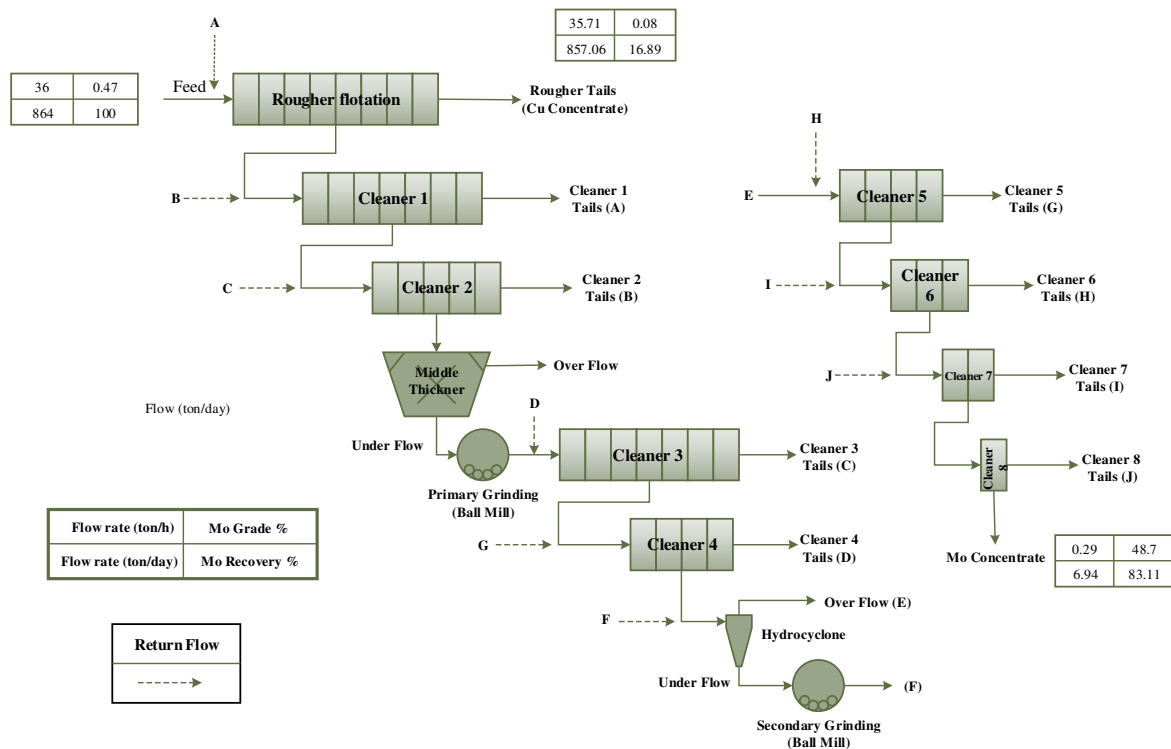 A
35.71 0.08
857.06 16.89
36 0.47
864 100
Feed
Rougher flotation
Rougher Tails
(Cu Concentrate)
H
B
Cleaner 1
Cleaner 1
Tails (A)
E
Cleaner 5
Cleaner 5
Tails (G)
C
Cleaner 2
Cleaner 2
Tails (B)
I
Cleaner
6
Cleaner 6
Tails (H)
Middle
Thickner
Over Flow
J
Cleaner 7
Cleaner 7
Tails (I)
Flow (ton/day)
D
Under Flow
Cleaner 3
Cleaner 3
Tails (C)
Cleaner
8
Cleaner 8
Tails (J)
Primary Grinding
(Ball Mill)
Flow rate (ton/h) Mo Grade %
Flow rate (ton/day) Mo Recovery %
G
Cleaner 4
Cleaner 4
Tails (D)
Mo Concentrate
0.29 48.7
6.94 83.11
Over Flow (E)
F
Hydrocyclone
Return Flow
Under Flow
(F)
Secondary Grinding
(Ball Mill)